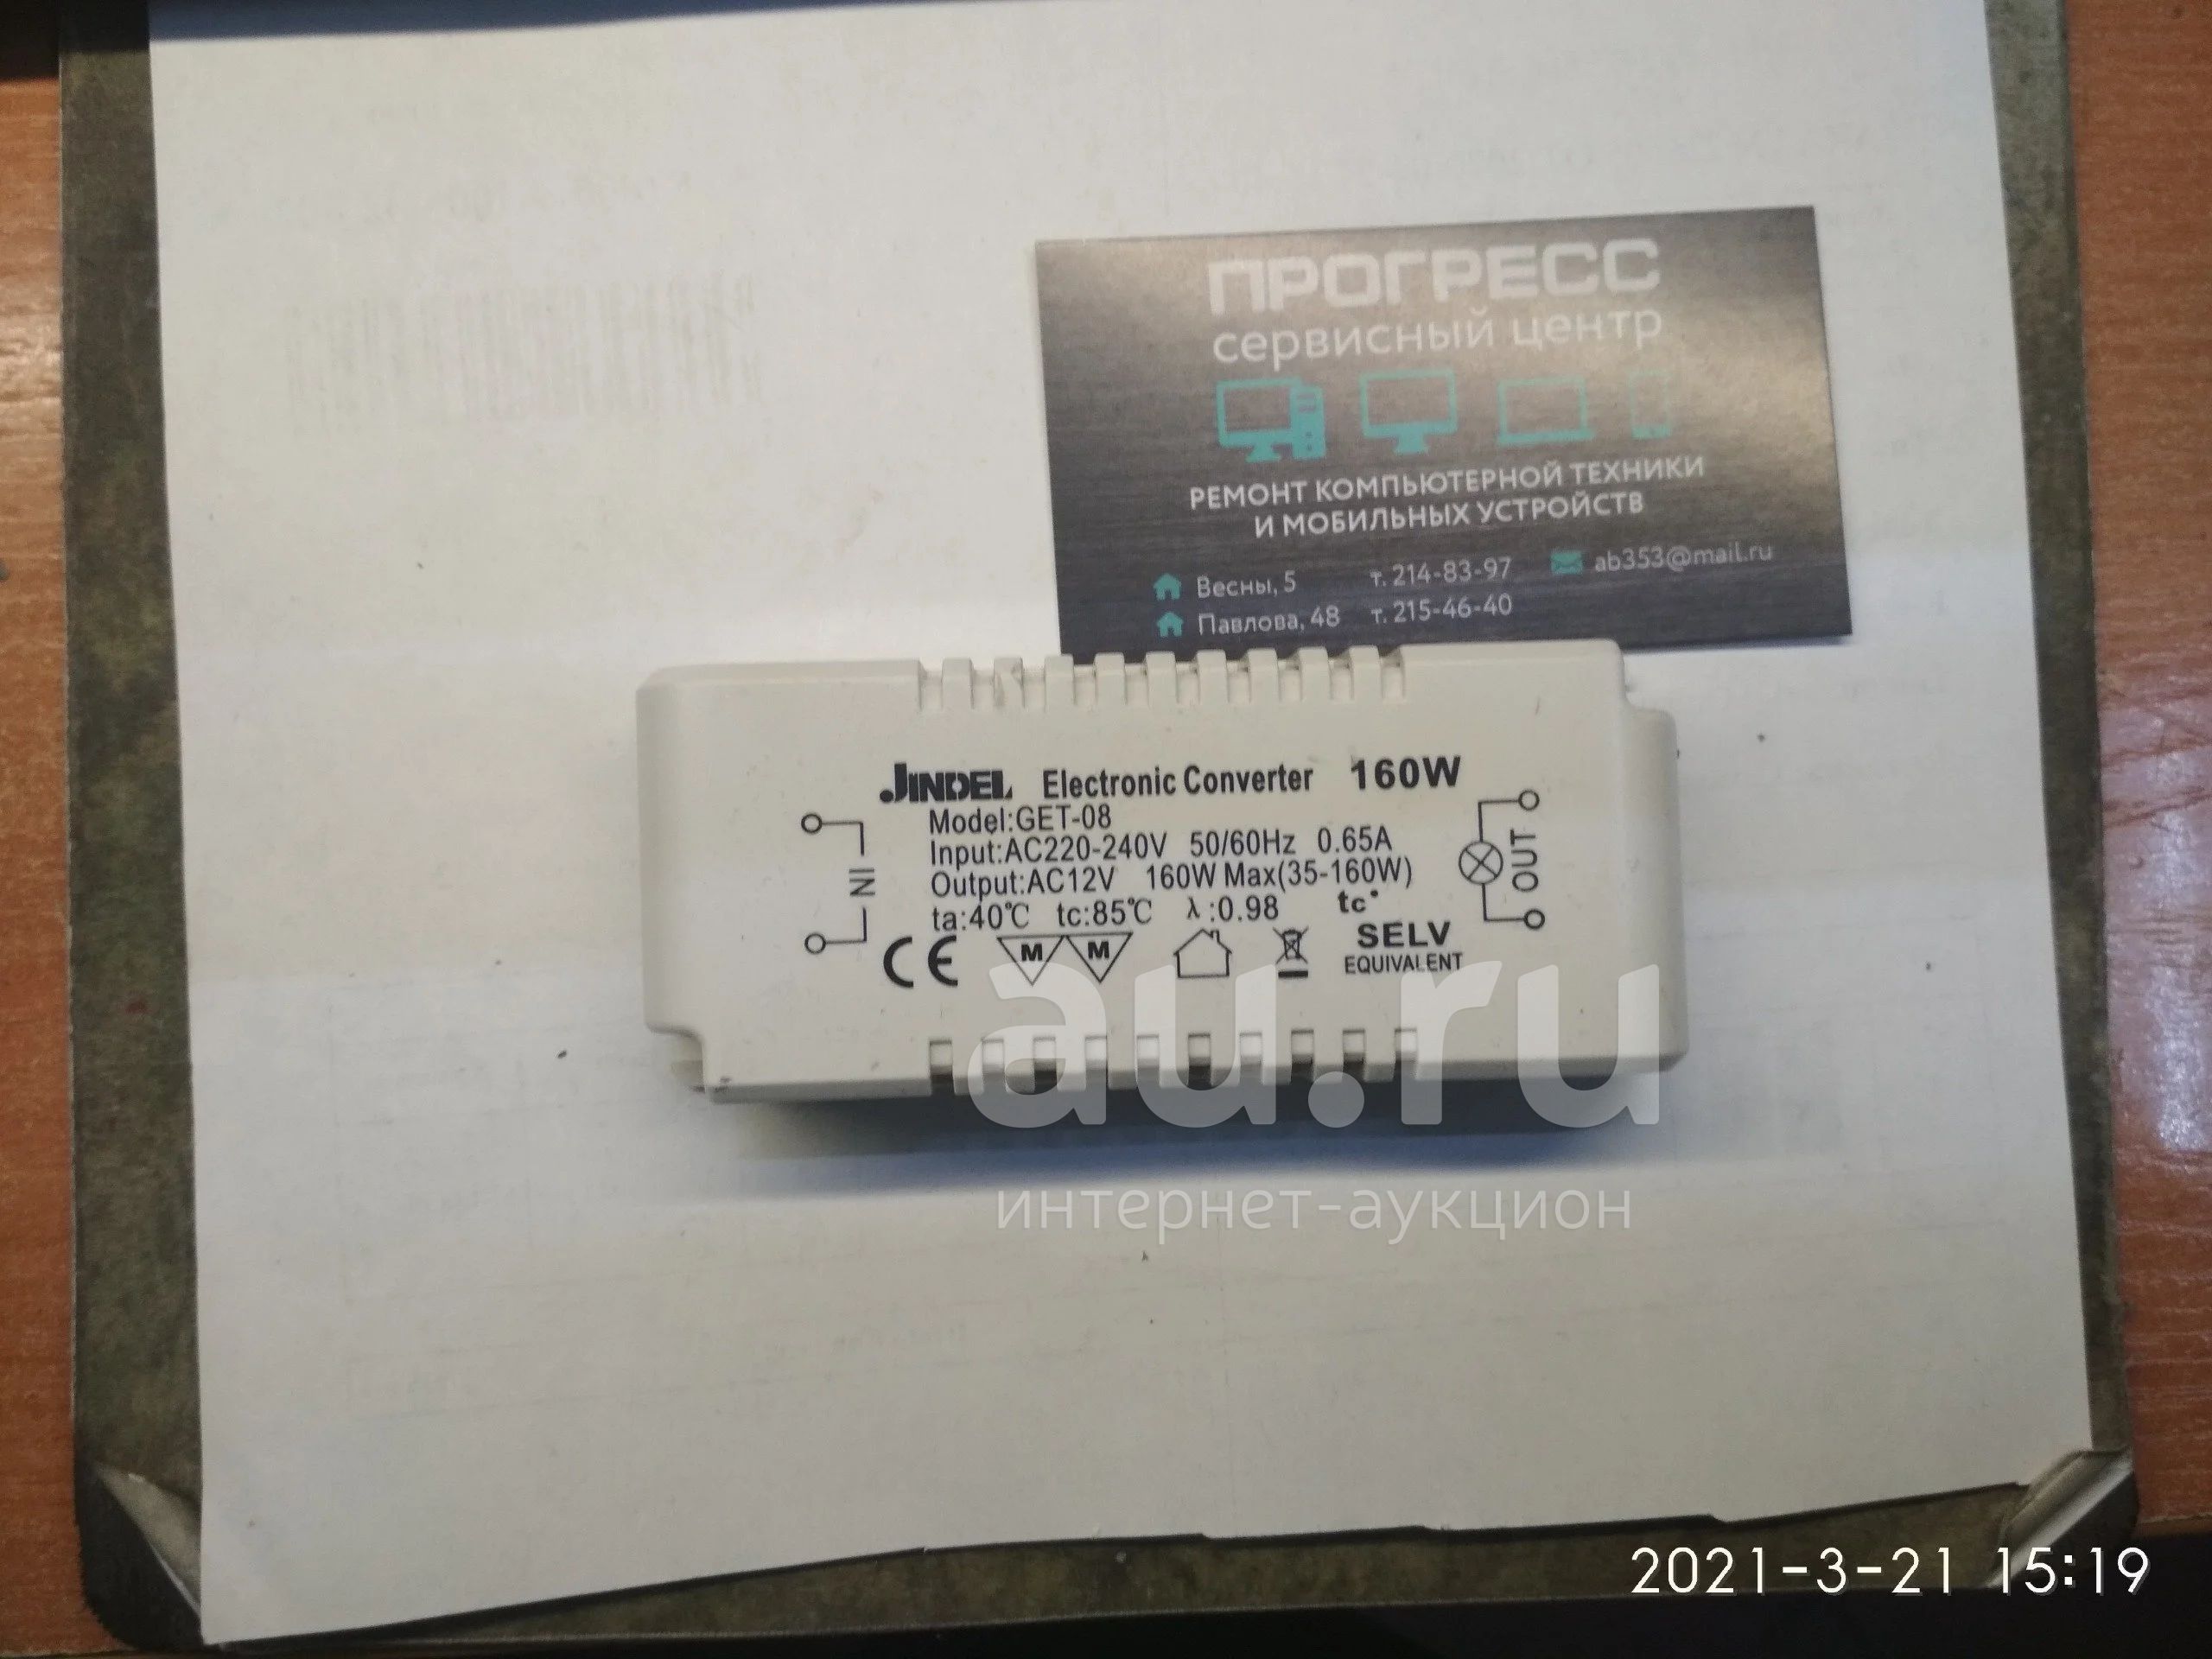 ПРОГРЕСС
сервисный центр
РЕМОНТ КОМПЬЮТЕРНОЙ ТЕХНИКИ
И МОБИЛЬНЫХ УСТРОЙСТВ
Весны, 5 т. 214-83-97 ab353@mail.ru
Павлова, 48 т. 215-46-40
JINDEL Electronic Converter 160W
Model:GET-08
Input:AC220-240V 50/60Hz 0.65A
Output:AC12V 160W Max(35-160W)
ta:40℃ tc:85℃ λ:0.98 tc
IN
OUT
CE M M SELV
EQUIVALENT
au.ru
интернет-аукцион
2021-3-21 15:19